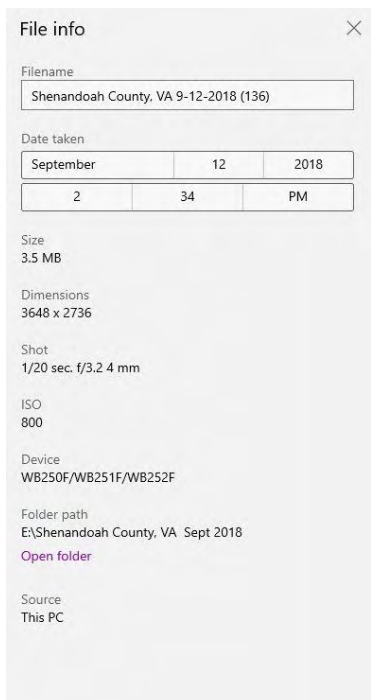 File info
Filename
Shenandoah County, VA 9-12-2018 (136)
Date taken
September 12 2018
2 34 PM
Size
3.5 MB
Dimensions
3648 x 2736
Shot
1/20 sec. f/3.2 4 mm
ISO
800
Device
WB250F/WB251F/WB252F
Folder path
E:\Shenandoah County, VA  Sept 2018
Open folder
Source
This PC